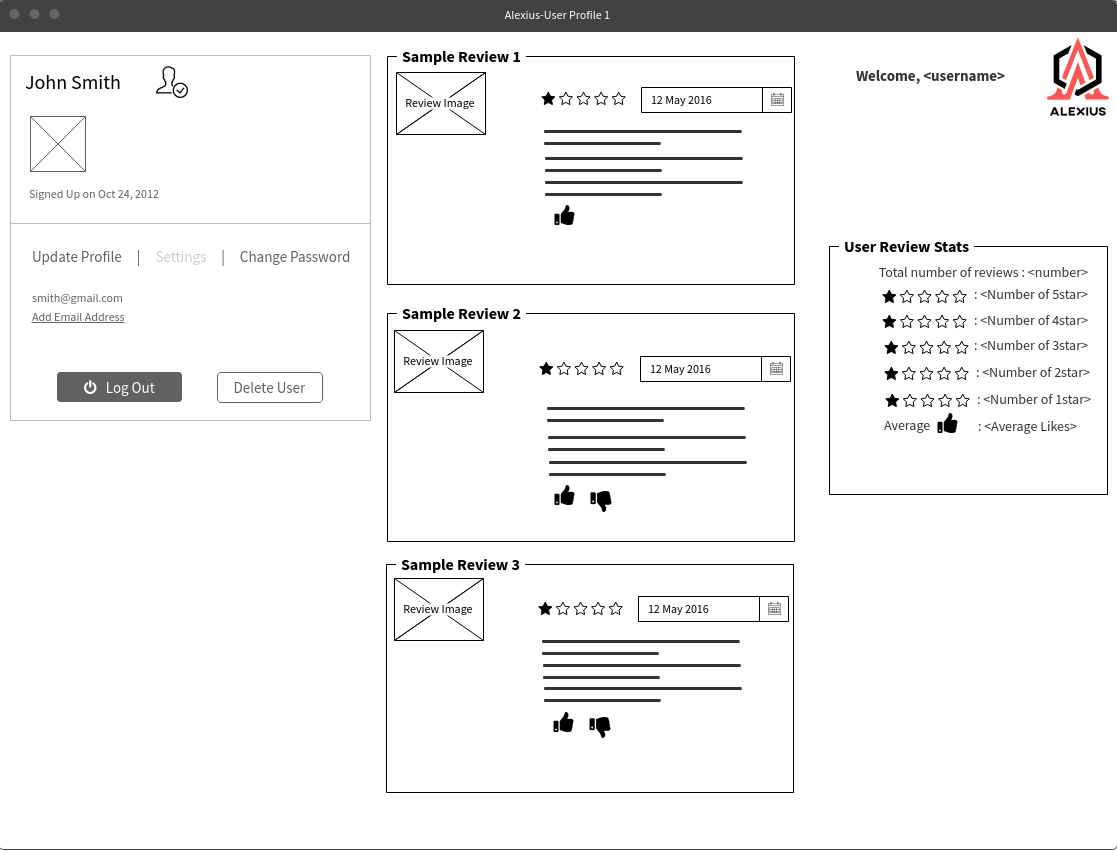 Alexius-User Profile 1
John Smith
Signed Up on Oct 24, 2012
Update Profile | Settings | Change Password
smith@gmail.com
Add Email Address
Log Out
Delete User
Sample Review 1
Review Image
12 May 2016
Sample Review 2
Review Image
12 May 2016
Sample Review 3
Review Image
12 May 2016
Welcome, <username>
ALEXIUS
User Review Stats
Total number of reviews : <number>
: <Number of 5star>
: <Number of 4star>
: <Number of 3star>
: <Number of 2star>
: <Number of 1star>
Average : <Average Likes>